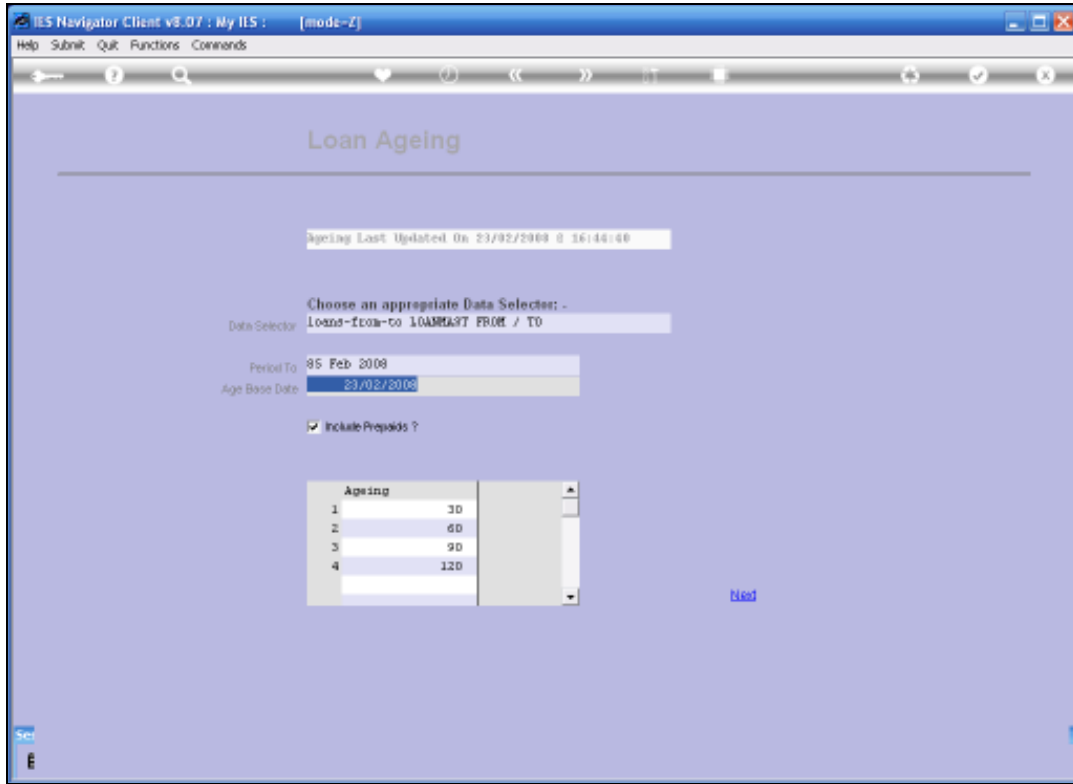 IES Navigator Client v8.07 : My IES : [mode-Z]
Help Submit Quit Functions Commands
Loan Ageing
Ageing Last Updated On 23/02/2008 @ 16:44:40
Choose an appropriate Data Selector: -
Data Selector loans-from-to LOANMAST FROM / TO
Period To 85 Feb 2008
Age Base Date 23/02/2008
Include Prepaids ?
Ageing
1 30
2 60
3 90
4 120
Next
Ses